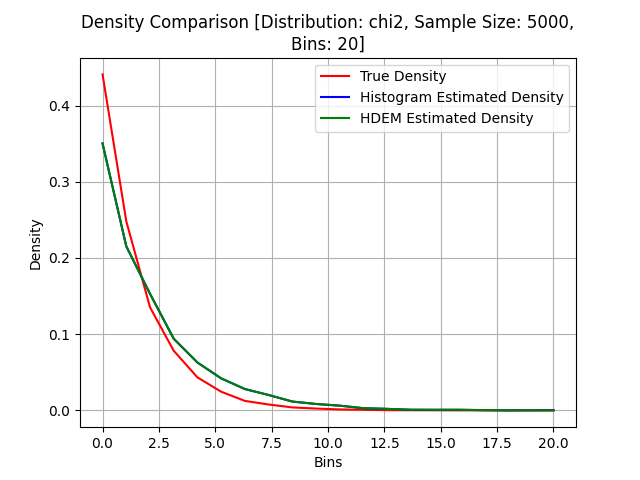 Density Comparison [Distribution: chi2, Sample Size: 5000,
Bins: 20]
True Density
Histogram Estimated Density
HDEM Estimated Density
Density
0.4
0.3
0.2
0.1
0.0
0.0 2.5 5.0 7.5 10.0 12.5 15.0 17.5 20.0
Bins